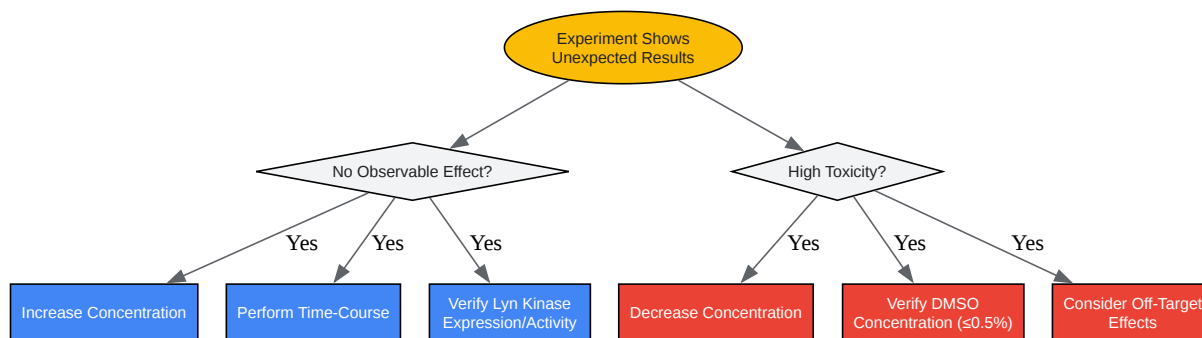 Experiment Shows
Unexpected Results
No Observable Effect?
High Toxicity?
Yes
Yes
Yes
Yes
Yes
Yes
Increase Concentration
Perform Time-Course
Verify Lyn Kinase
Expression/Activity
Decrease Concentration
Verify DMSO
Concentration (≤0.5%)
Consider Off-Target
Effects